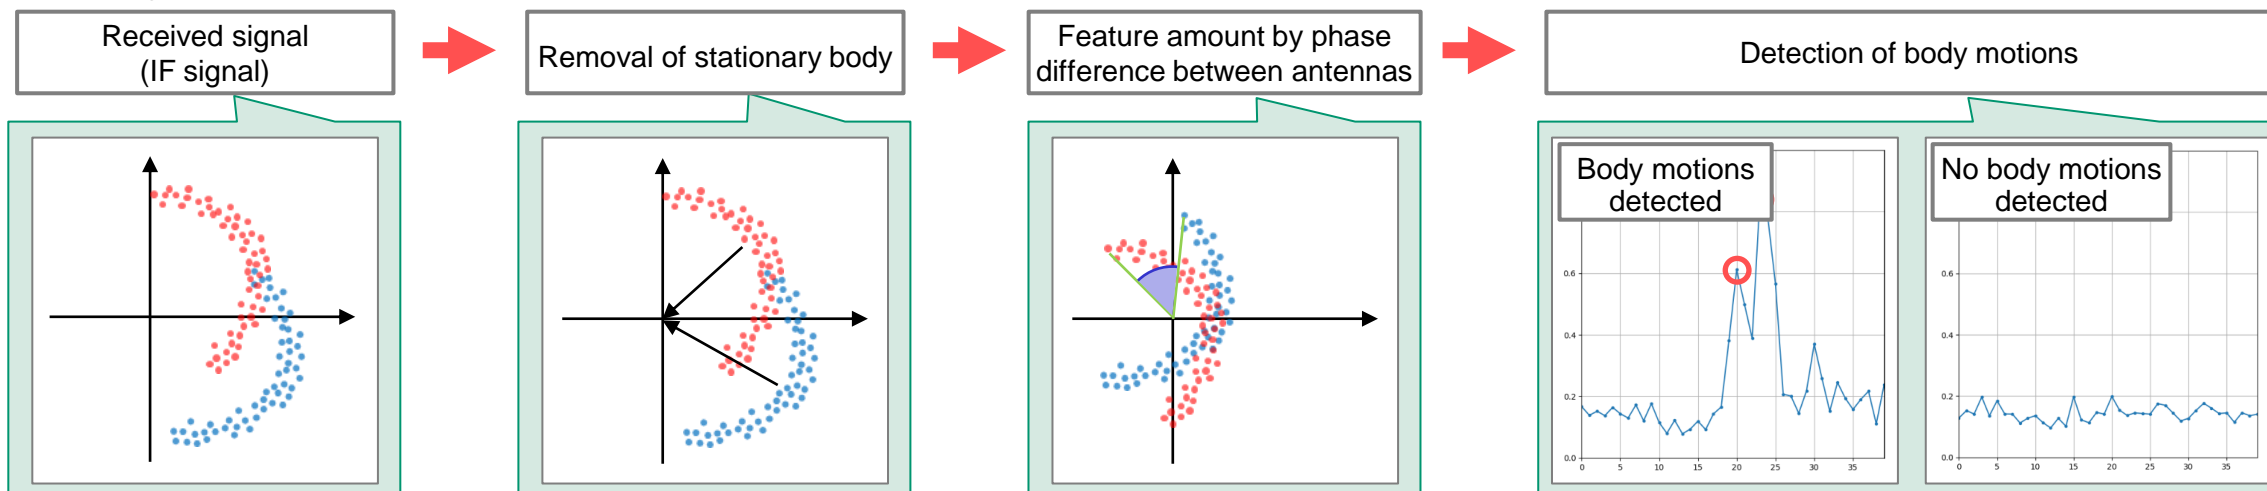 Received signal
(IF signal)
Removal of stationary body
Feature amount by phase
difference between antennas
Detection of body motions
Body motions
detected
0.6
0.4
0.2
0.0
0 5 10 15 20 25 30 35
No body motions
detected
0.6
0.4
0.2
0.0
0 5 10 15 20 25 30 35